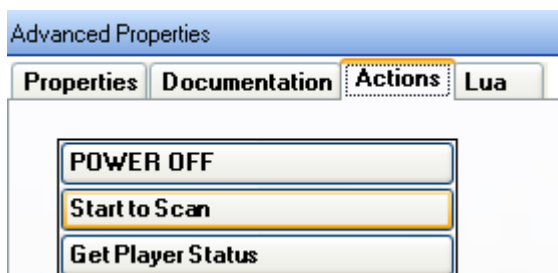 Advanced Properties
Properties Documentation Actions Lua
POWER OFF
Start to Scan
Get Player Status